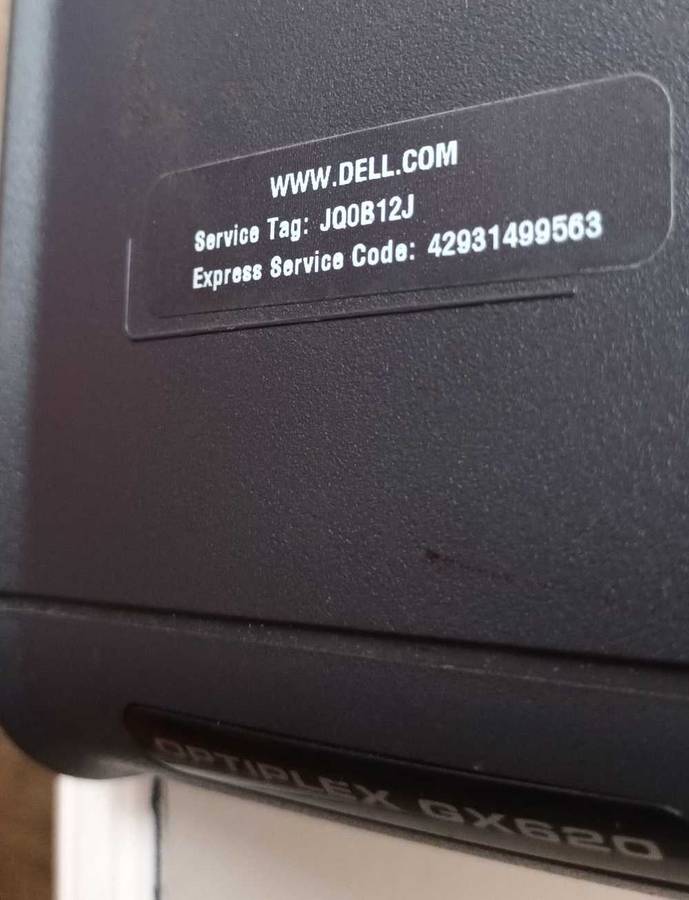 WWW.DELL.COM
Service Tag: JQ0B12J
Express Service Code: 42931499563
OPTIPLEX GX620